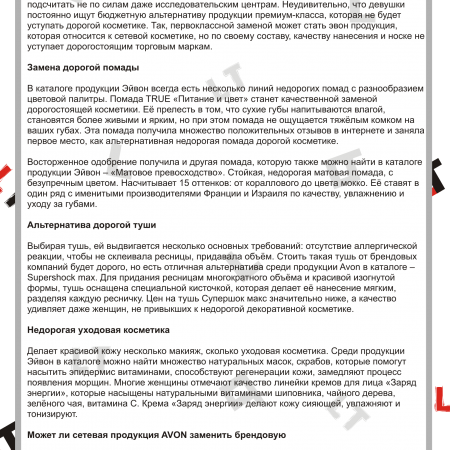 подсчитать не по силам даже исследовательским центрам. Неудивительно, что девушки
постоянно ищут бюджетную альтернативу продукции премиум-класса, которая не будет
уступать дорогой косметике. Так, первоклассной заменой может стать эвон продукция,
которая относится к сетевой косметике, но по своему составу, качеству нанесения и носке не
уступает дорогостоящим торговым маркам.
Замена дорогой помады
В каталоге продукции Эйвон всегда есть несколько линий недорогих помад с разнообразием
цветовой палитры. Помада TRUE «Питание и цвет» станет качественной заменой
дорогостоящей косметики. Её прелесть в том, что сухие губы напитываются влагой,
становятся более живыми и ярким, но при этом помада не ощущается тяжёлым комком на
ваших губах. Эта помада получила множество положительных отзывов в интернете и заняла
первое место, как альтернативная недорогая помада дорогой косметике.
Восторженное одобрение получила и другая помада, которую также можно найти в каталоге
продукции Эйвон – «Матовое превосходство». Стойкая, недорогая матовая помада, с
безупречным цветом. Насчитывает 15 оттенков: от кораллового до цвета мокко. Её ставят в
один ряд с именитыми производителями Франции и Израиля по качеству, увлажнению и
уходу за губами.
Альтернатива дорогой туши
Выбирая тушь, ей выдвигается несколько основных требований: отсутствие аллергической
реакции, чтобы не склеивала ресницы, придавала объём. Стоить такая тушь от брендовых
компаний будет дорого, но есть отличная альтернатива среди продукции Avon в каталоге –
Supershock max. Для придания ресницам многократного объёма и красивой изогнутой
формы, тушь оснащена специальной кисточкой, которая делает её нанесение мягким,
разделяя каждую ресничку. Цен на тушь Супершок макс значительно ниже, а качество
удивляет даже женщин, не привыкших к недорогой декоративной косметике.
Недорогая уходовая косметика
Делает красивой кожу несколько макияж, сколько уходовая косметика. Среди продукции
Эйвон в каталоге можно найти множество натуральных масок, скрабов, которые помогут
насытить эпидермис витаминами, способствуют регенерации кожи, замедляют процесс
появления морщин. Многие женщины отмечают качество линейки кремов для лица «Заряд
энергии», которые насыщены натуральными витаминами шиповника, чайного дерева,
зелёного чая, витамина С. Крема «Заряд энергии» делают кожу сияющей, увлажняют и
тонизируют.
Может ли сетевая продукция AVON заменить брендовую